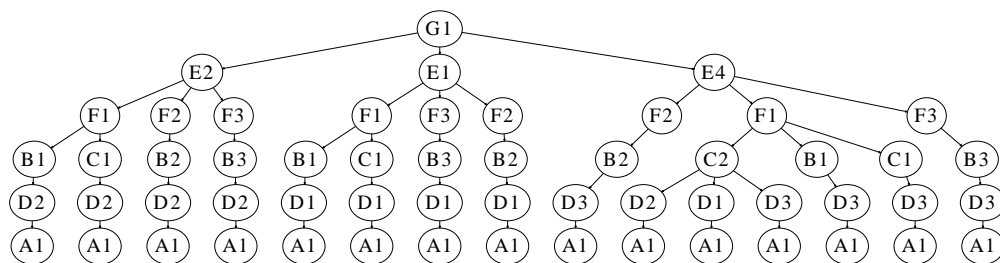 G1
E2 E1 E4
F1 F2 F3 F1 F3 F2 F2 F1 F3
B1 C1 B2 B3 B1 C1 B3 B2 B2 C2 B1 C1 B3
D2 D2 D2 D2 D1 D1 D1 D1 D3 D2 D1 D3 D3 D3 D3
A1 A1 A1 A1 A1 A1 A1 A1 A1 A1 A1 A1 A1 A1 A1